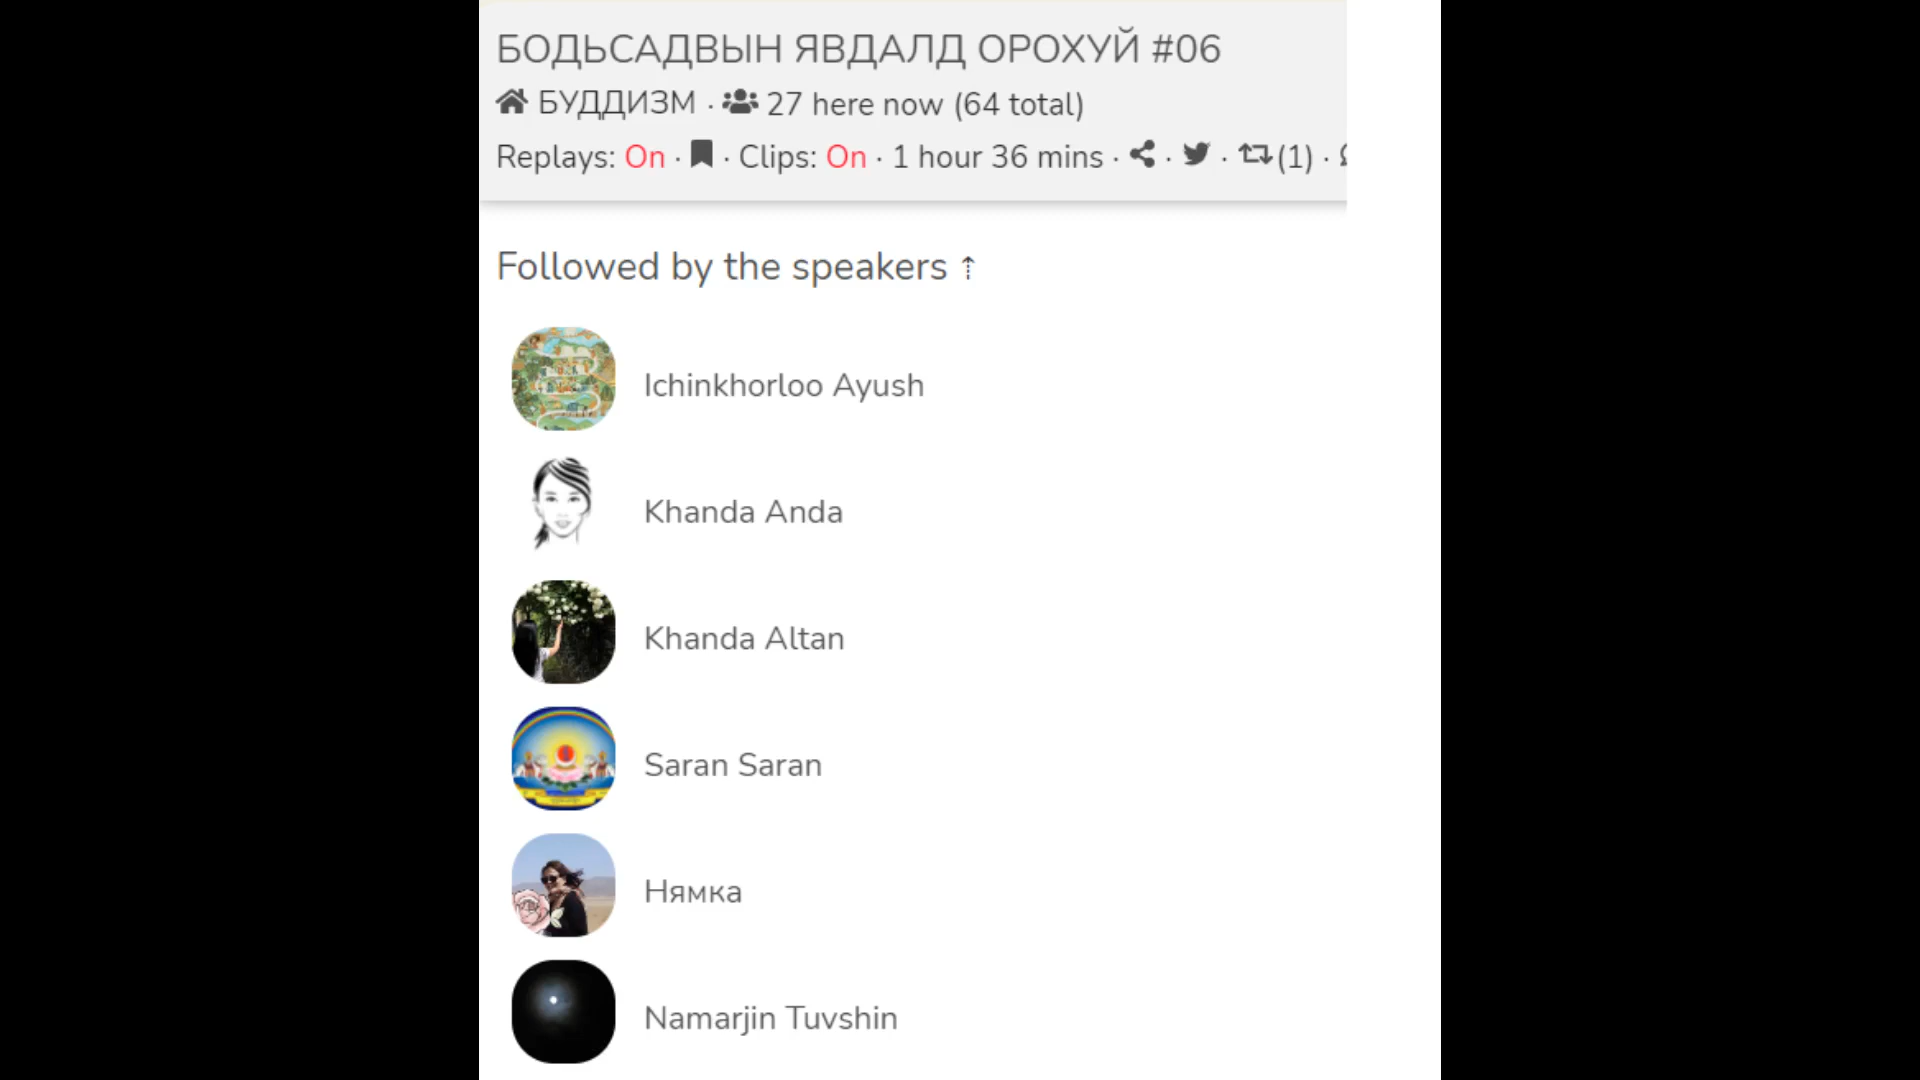 БОДЬСАДВЫН ЯВДАЛД ОРОХУЙ #06
БУДДИЗМ · 27 here now (64 total)
Replays: On · · Clips: On · 1 hour 36 mins · · · (1) ·
Followed by the speakers ⇡
Ichinkhorloo Ayush
Khanda Anda
Khanda Altan
Saran Saran
Нямка
Namarjin Tuvshin